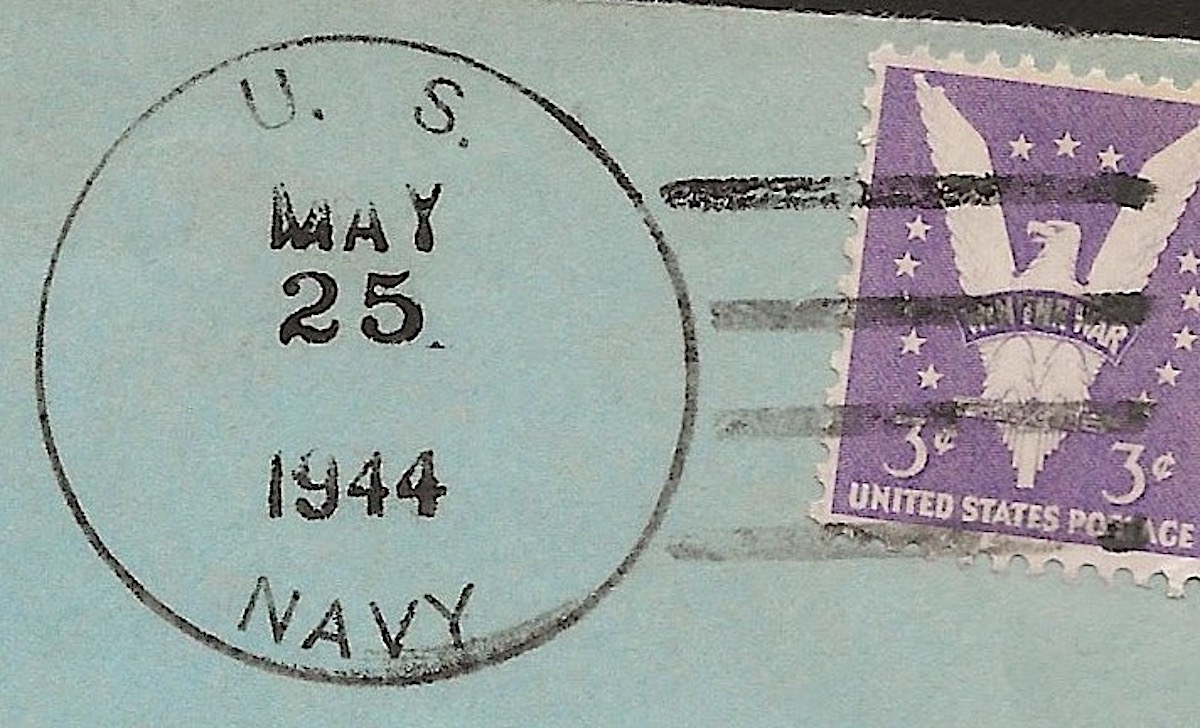 U. S.
MAY
25
1944
NAVY
WIN THE WAR
3¢ 3¢
UNITED STATES POSTAGE